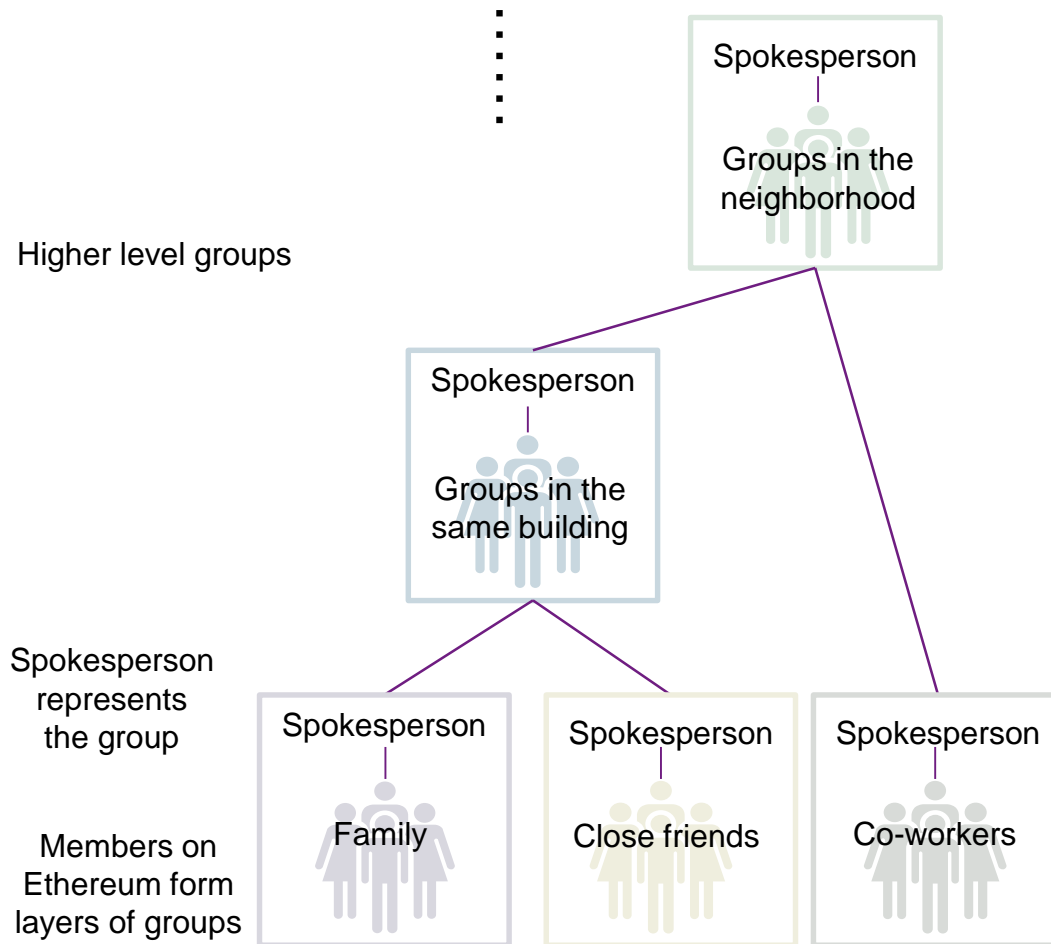 Spokesperson
Groups in the
neighborhood
Higher level groups
Spokesperson
Groups in the
same building
Spokesperson
represents
the group
Spokesperson
Spokesperson
Spokesperson
Family
Close friends
Co-workers
Members on
Ethereum form
layers of groups